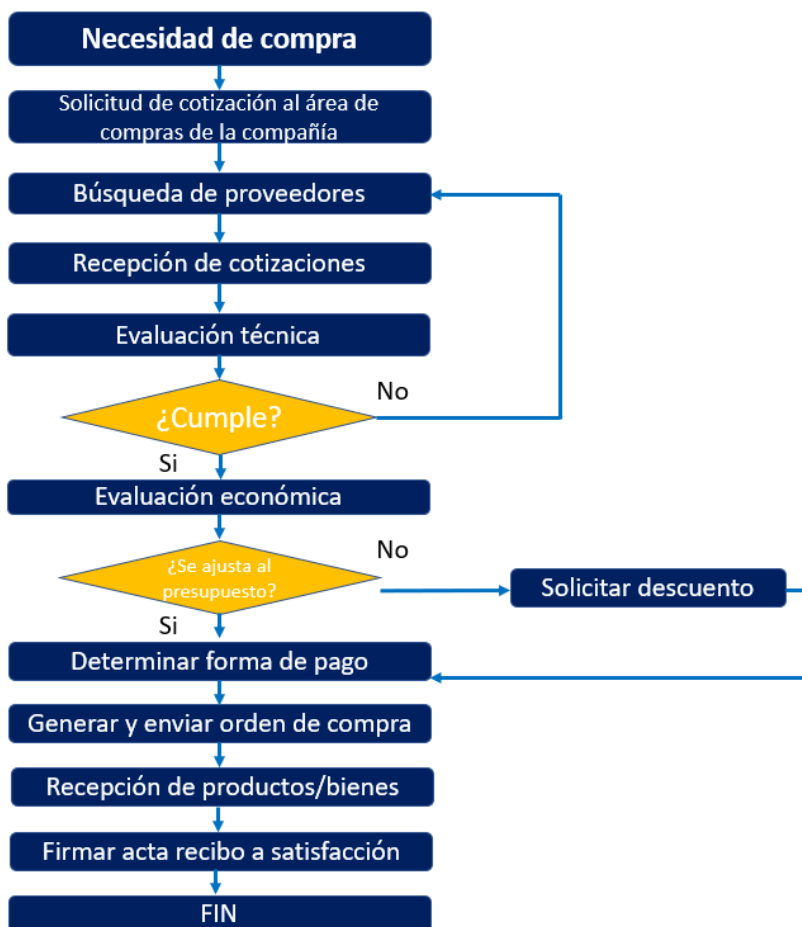 Necesidad de compra
Solicitud de cotización al área de
compras de la compañía
Búsqueda de proveedores
Recepción de cotizaciones
Evaluación técnica
¿Cumple?
No
Si
Evaluación económica
¿Se ajusta al
presupuesto?
No
Solicitar descuento
Si
Determinar forma de pago
Generar y enviar orden de compra
Recepción de productos/bienes
Firmar acta recibo a satisfacción
FIN